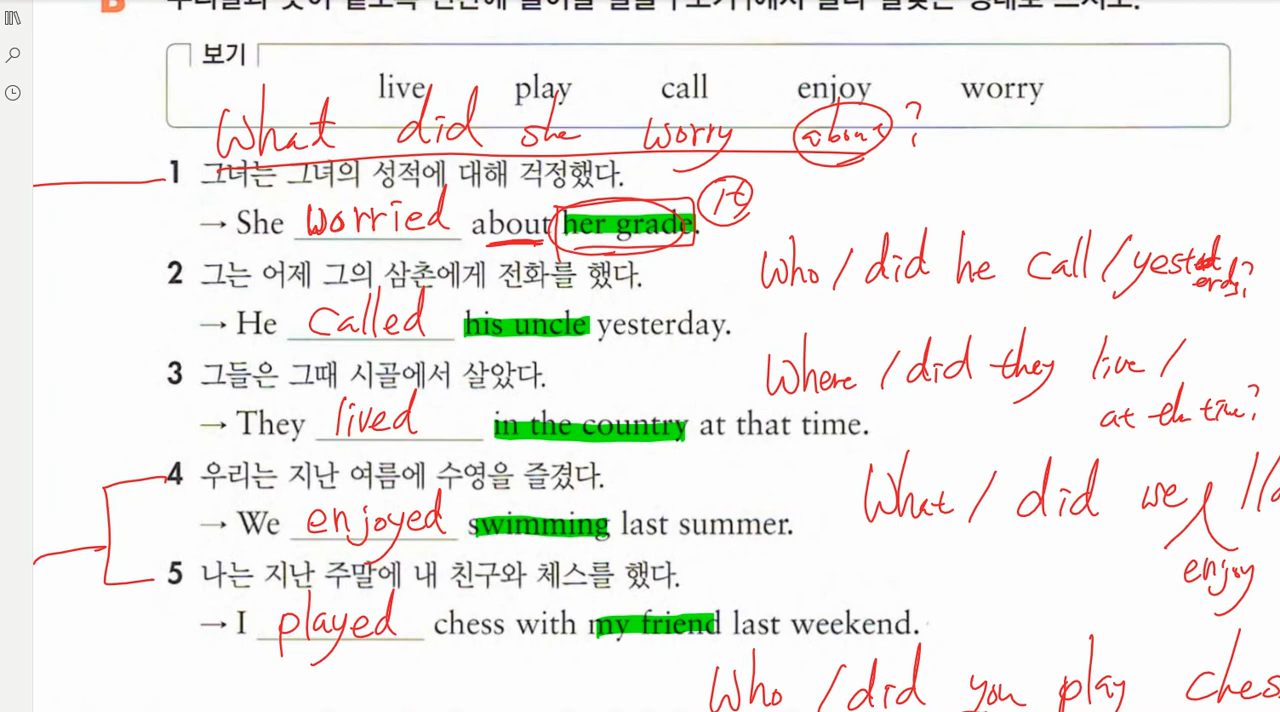 B
보기
live play call enjoy worry
What did she worry about?
1 그녀는 그녀의 성적에 대해 걱정했다.
It
→ She worried about her grade.
2 그는 어제 그의 삼촌에게 전화를 했다.
Who / did he call / yesterday?
→ He called his uncle yesterday.
3 그들은 그때 시골에서 살았다.
Where / did they live /
at the time?
→ They lived in the country at that time.
4 우리는 지난 여름에 수영을 즐겼다.
What / did we
→ We enjoyed swimming last summer.
enjoy
5 나는 지난 주말에 내 친구와 체스를 했다.
→ I played chess with my friend last weekend.
Who / did you play ches